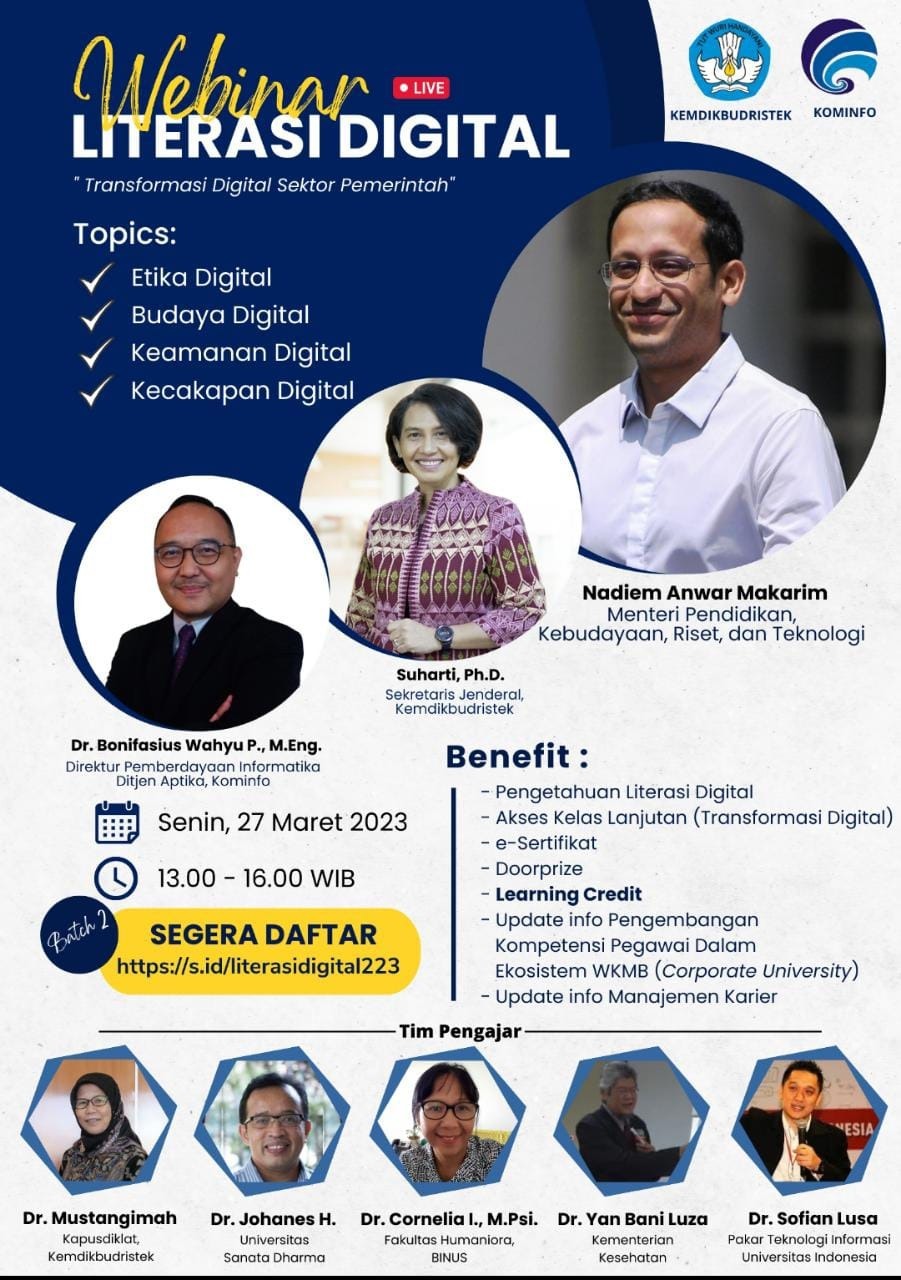 Webinar
LIVE
LITERASI DIGITAL
" Transformasi Digital Sektor Pemerintah"
TUT WURI HANDAYANI
KEMDIKBUDRISTEK
KOMINFO
Topics:
Etika Digital
Budaya Digital
Keamanan Digital
Kecakapan Digital
Nadiem Anwar Makarim
Menteri Pendidikan,
Kebudayaan, Riset, dan Teknologi
Suharti, Ph.D.
Sekretaris Jenderal,
Kemdikbudristek
Dr. Bonifasius Wahyu P., M.Eng.
Direktur Pemberdayaan Informatika
Ditjen Aptika, Kominfo
Senin, 27 Maret 2023
13.00 - 16.00 WIB
Batch 2
SEGERA DAFTAR
https://s.id/literasidigital223
Benefit :
- Pengetahuan Literasi Digital
- Akses Kelas Lanjutan (Transformasi Digital)
- e-Sertifikat
- Doorprize
- Learning Credit
- Update info Pengembangan
Kompetensi Pegawai Dalam
Ekosistem WKMB (Corporate University)
- Update info Manajemen Karier
Tim Pengajar
Dr. Mustangimah
Kapusdiklat,
Kemdikbudristek
Dr. Johanes H.
Universitas
Sanata Dharma
Dr. Cornelia I., M.Psi.
Fakultas Humaniora,
BINUS
Dr. Yan Bani Luza
Kementerian
Kesehatan
NESIA
Dr. Sofian Lusa
Pakar Teknologi Informasi
Universitas Indonesia